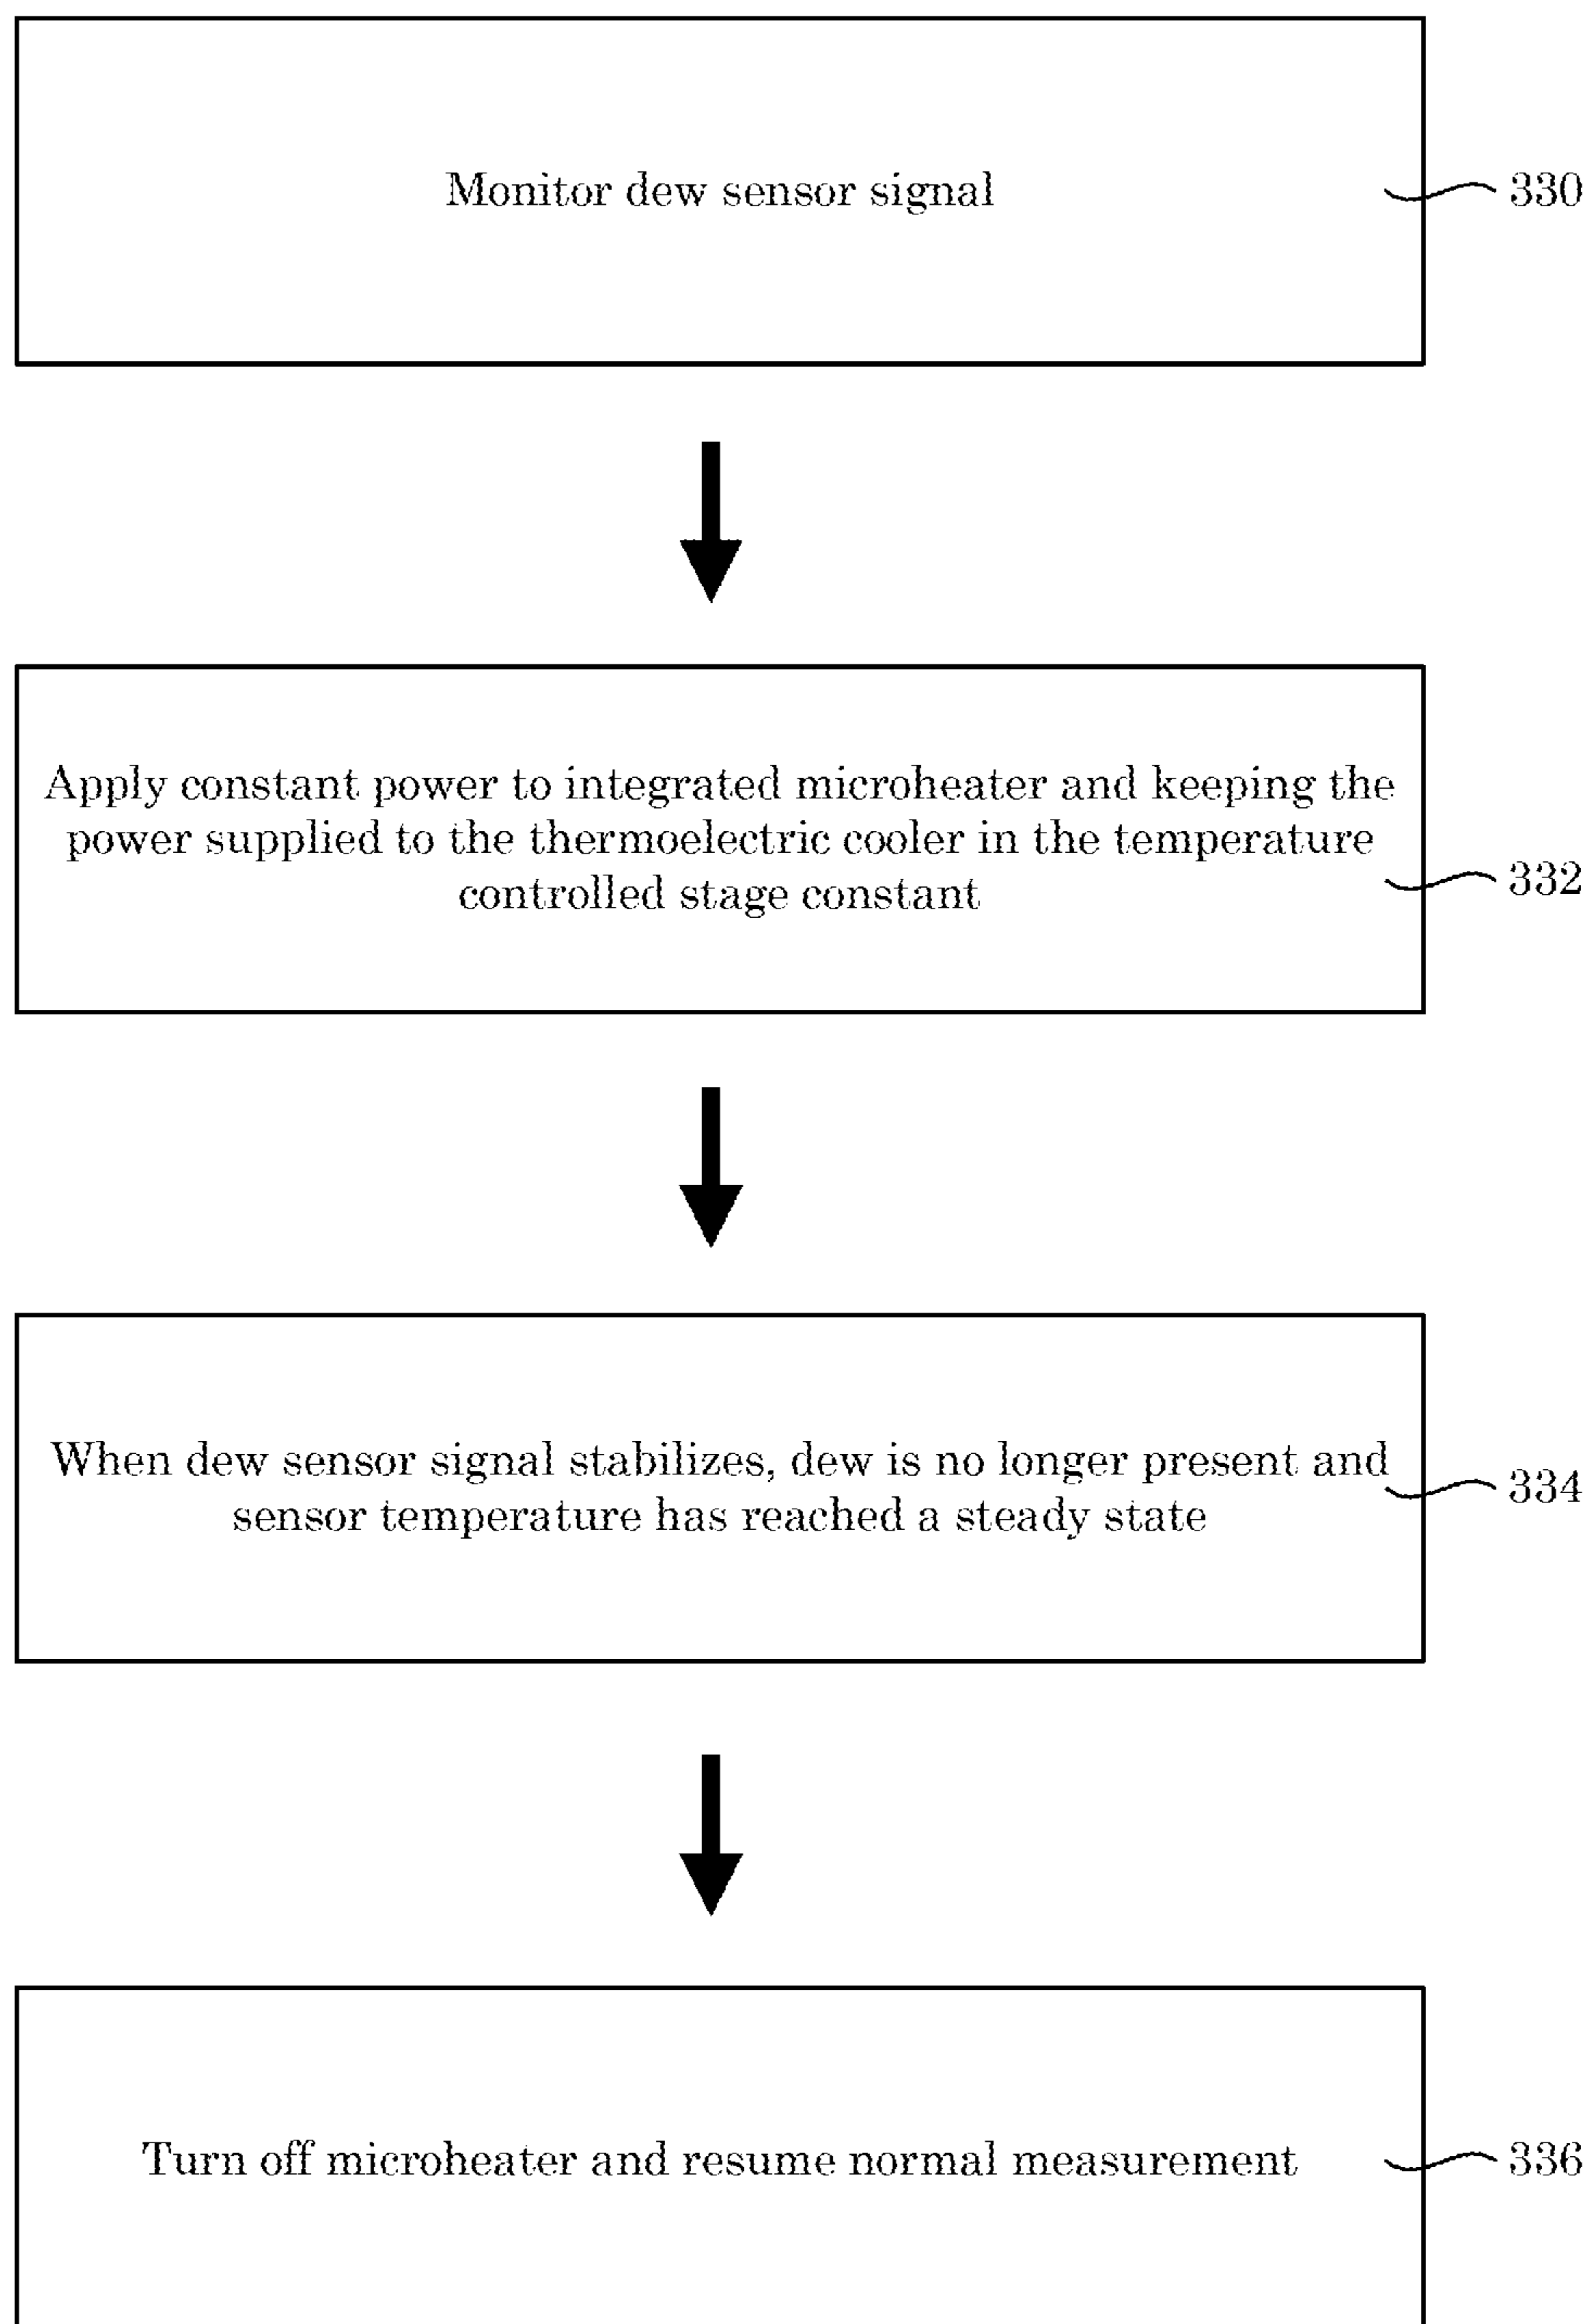 Monitor dew sensor signal
330
Apply constant power to integrated microheater and keeping the
power supplied to the thermoelectric cooler in the temperature
controlled stage constant
332
When dew sensor signal stabilizes, dew is no longer present and
sensor temperature has reached a steady state
334
Turn off microheater and resume normal measurement
336